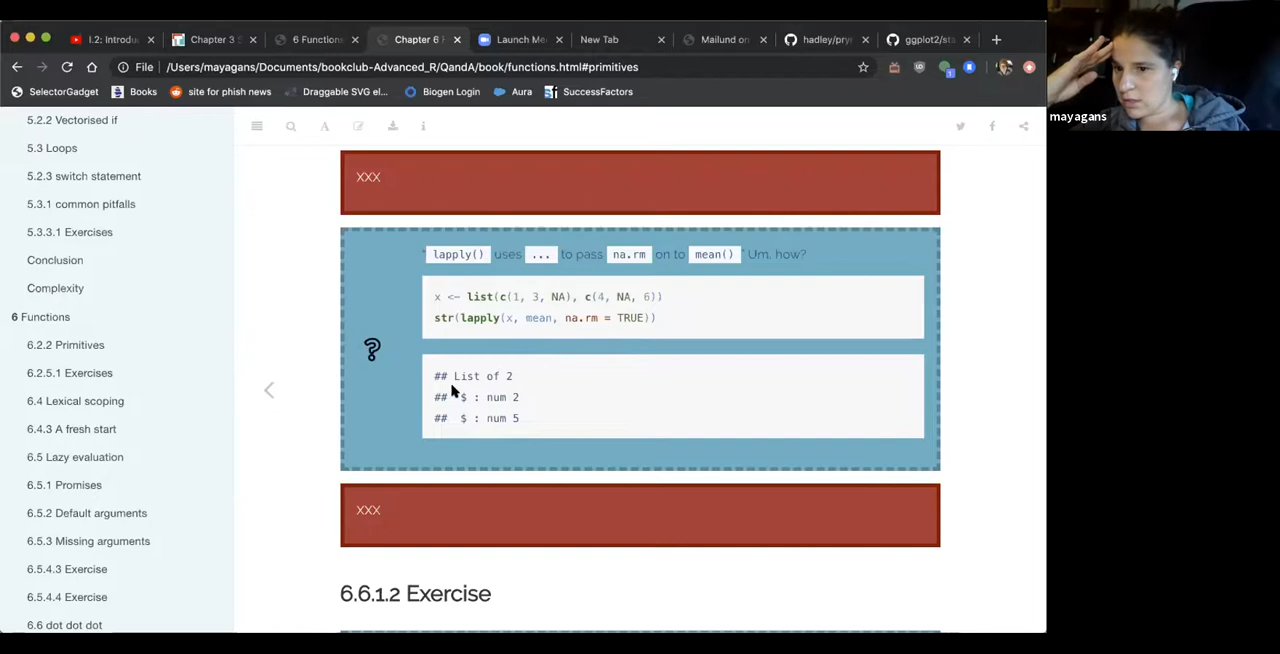 I.2: Introdu
Chapter 3
6 Functions
Chapter 6
Launch Me
New Tab
Mailund on
hadley/pry
ggplot2/sta
File
/Users/mayagans/Documents/bookclub-Advanced_R/QandA/book/functions.html#primitives
SelectorGadget
Books
site for phish news
Draggable SVG el...
Biogen Login
Aura
SuccessFactors
mayagans
5.2.2 Vectorised if
5.3 Loops
5.2.3 switch statement
5.3.1 common pitfalls
5.3.3.1 Exercises
Conclusion
Complexity
6 Functions
6.2.2 Primitives
6.2.5.1 Exercises
6.4 Lexical scoping
6.4.3 A fresh start
6.5 Lazy evaluation
6.5.1 Promises
6.5.2 Default arguments
6.5.3 Missing arguments
6.5.4.3 Exercise
6.5.4.4 Exercise
6.6 dot dot dot
XXX
"lapply() uses ... to pass na.rm on to mean()" Um, how?
x <- list(c(1, 3, NA), c(4, NA, 6))
str(lapply(x, mean, na.rm = TRUE))
?
## List of 2
##  $ : num 2
##  $ : num 5
XXX
6.6.1.2 Exercise